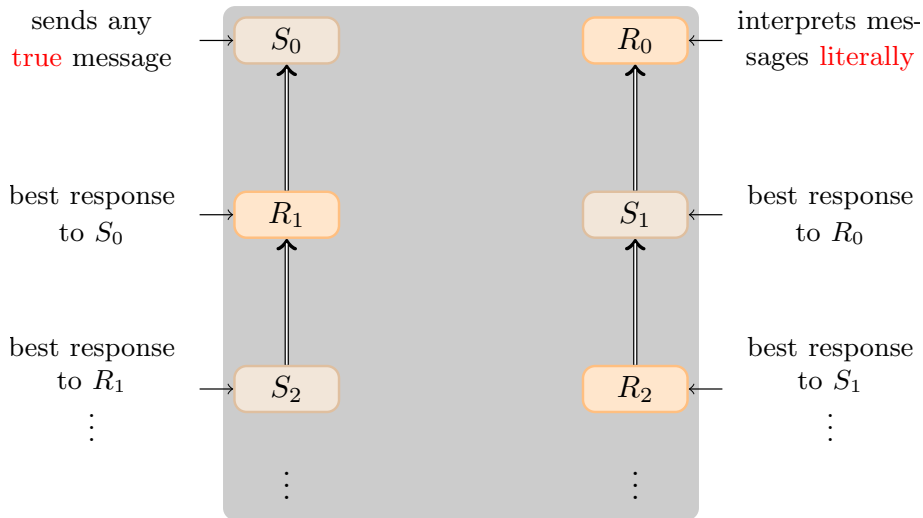 sends any
true message
S₀
R₀
interprets mes-
sages literally
best response
to S₀
R₁
S₁
best response
to R₀
best response
to R₁
⋮
S₂
⋮
R₂
⋮
best response
to S₁
⋮